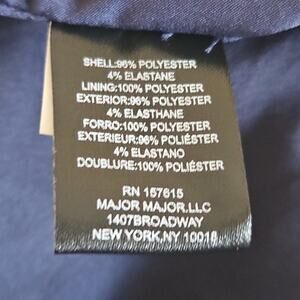 SHELL:96% POLYESTER
4% ELASTANE
LINING:100% POLYESTER
EXTERIOR:96% POLYESTER
4% ELASTHANE
FORRO:100% POLYESTER
EXTERIEUR:96% POLIÉSTER
4% ELASTANO
DOUBLURE:100% POLIÉSTER
RN 157615
MAJOR MAJOR.LLC
1407BROADWAY
NEW YORK.NY 10018